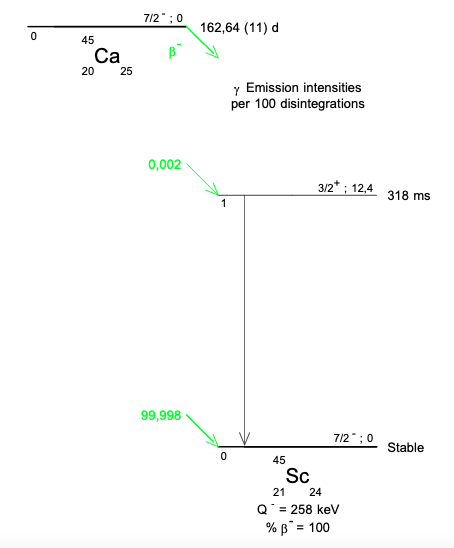 7/2 - ; 0
0
162,64 (11) d
45
Ca
20 25
β-
γ Emission intensities
per 100 disintegrations
0,002
3/2 + ; 12,4
1
318 ms
99,998
7/2 - ; 0
0
Stable
45
Sc
21 24
Q - = 258 keV
% β- = 100